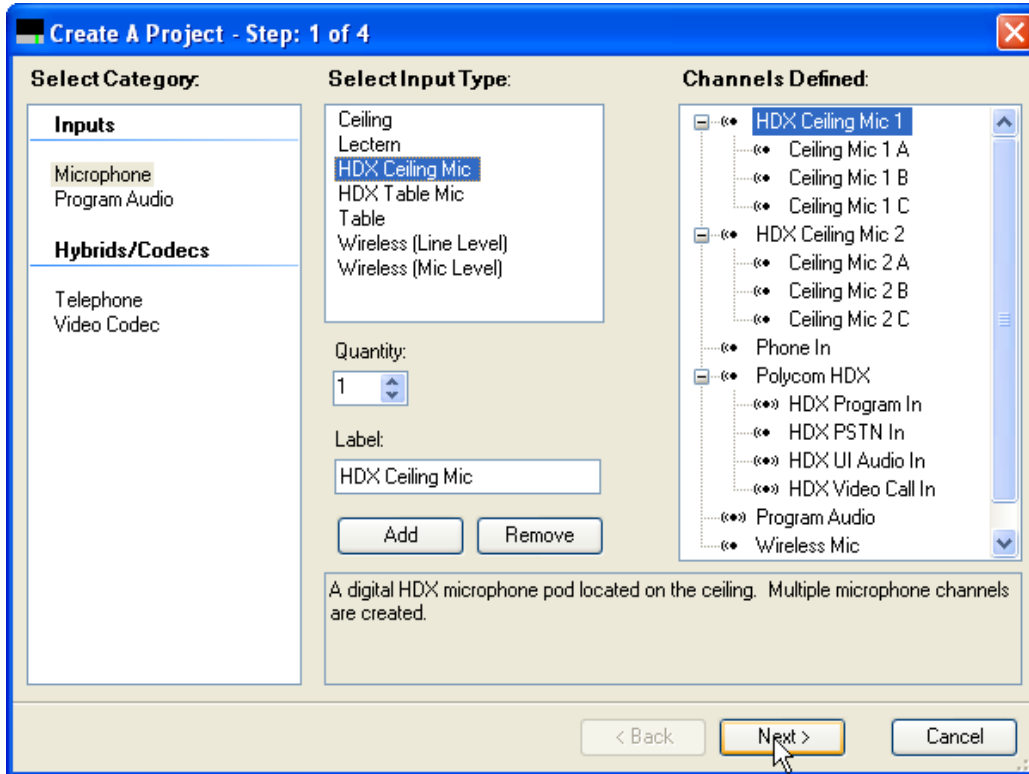 Create A Project - Step: 1 of 4
Select Category:
Inputs
Microphone
Program Audio
Hybrids/Codecs
Telephone
Video Codec
Select Input Type:
Ceiling
Lectern
HDX Ceiling Mic
HDX Table Mic
Table
Wireless (Line Level)
Wireless (Mic Level)
Quantity:
1
Label:
HDX Ceiling Mic
Add Remove
Channels Defined:
HDX Ceiling Mic 1
Ceiling Mic 1 A
Ceiling Mic 1 B
Ceiling Mic 1 C
HDX Ceiling Mic 2
Ceiling Mic 2 A
Ceiling Mic 2 B
Ceiling Mic 2 C
Phone In
Polycom HDX
HDX Program In
HDX PSTN In
HDX UI Audio In
HDX Video Call In
Program Audio
Wireless Mic
A digital HDX microphone pod located on the ceiling. Multiple microphone channels
are created.
< Back Next > Cancel